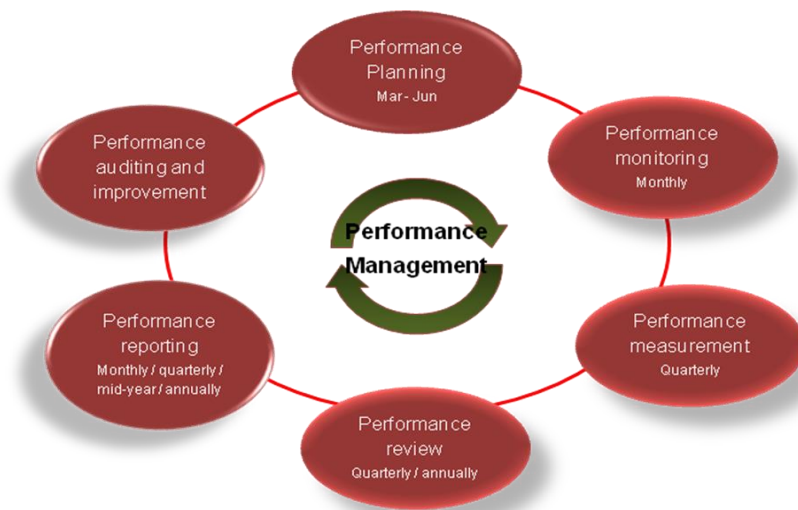 Performance
Planning
Mar- Jun
Performance
monitoring
Monthly
Performance
measurement
Quarterly
Performance
review
Quarterly / annually
Performance
reporting
Monthly / quarterly /
mid-year / annually
Performance
auditing and
improvement
Performance
Management